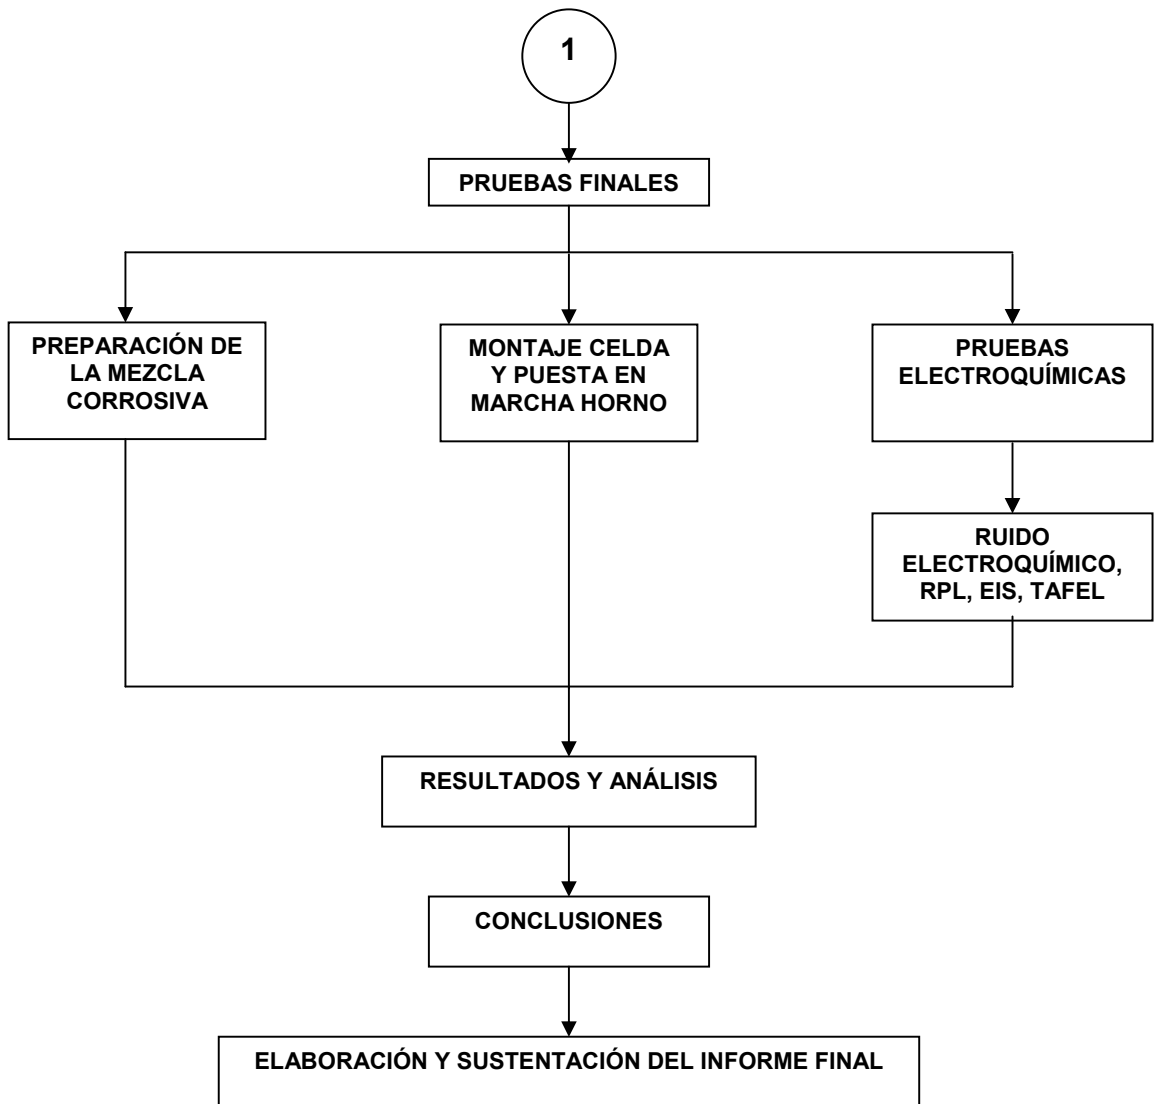 1
PRUEBAS FINALES
PREPARACIÓN DE
LA MEZCLA
CORROSIVA
MONTAJE CELDA
Y PUESTA EN
MARCHA HORNO
PRUEBAS
ELECTROQUÍMICAS
RUIDO
ELECTROQUÍMICO,
RPL, EIS, TAFEL
RESULTADOS Y ANÁLISIS
CONCLUSIONES
ELABORACIÓN Y SUSTENTACIÓN DEL INFORME FINAL